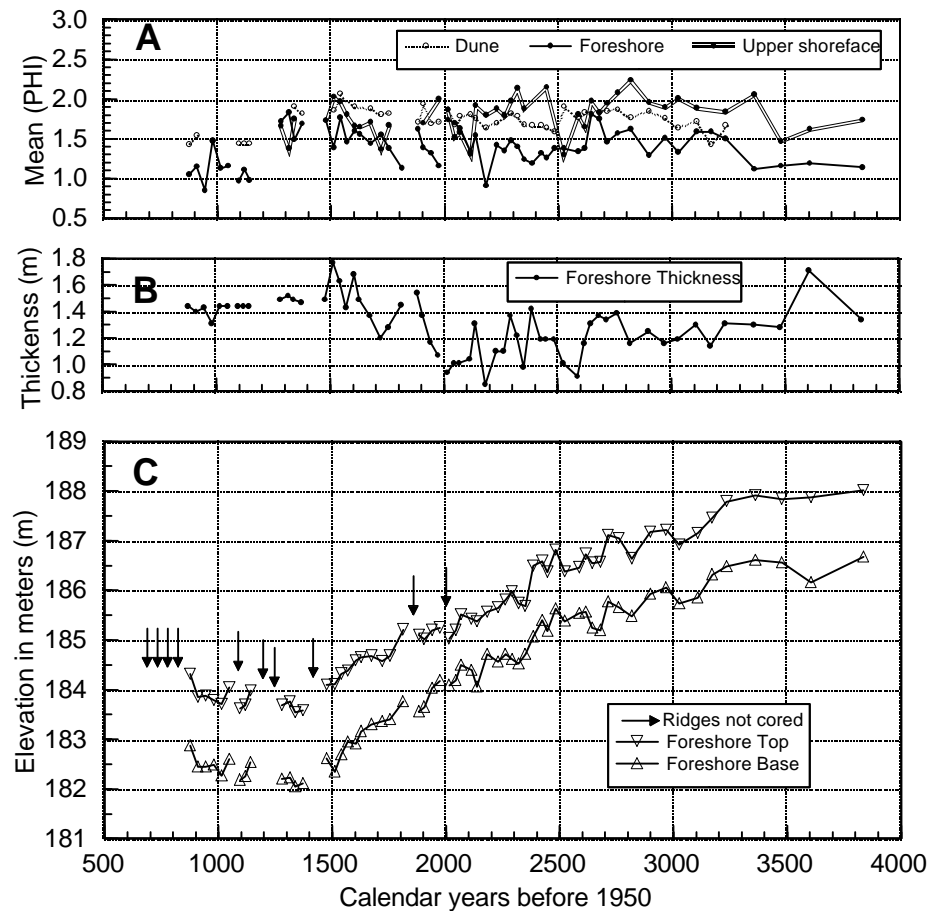 A
3.0
2.5
2.0
1.5
1.0
0.5
Mean (PHI)
Dune Foreshore Upper shoreface
B
1.8
1.6
1.4
1.2
1.0
0.8
Thickenss (m)
Foreshore Thickness
C
189
188
187
186
185
184
183
182
181
Elevation in meters (m)
Ridges not cored
Foreshore Top
Foreshore Base
500 1000 1500 2000 2500 3000 3500 4000
Calendar years before 1950